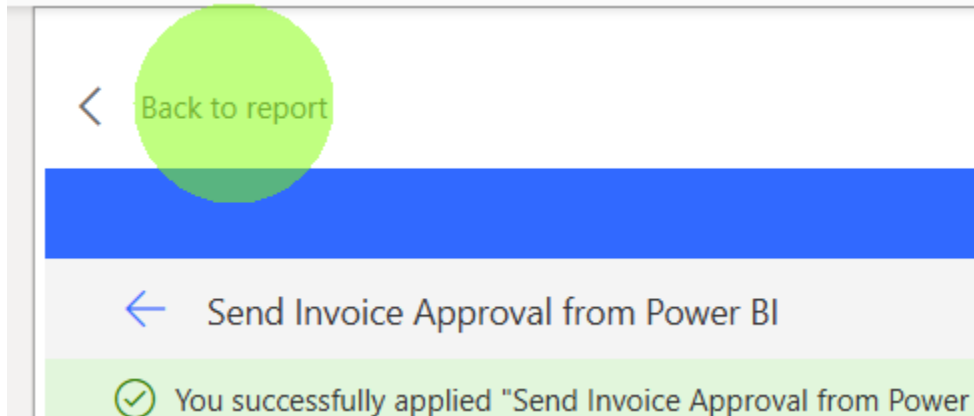 Back to report
Send Invoice Approval from Power BI
You successfully applied "Send Invoice Approval from Power